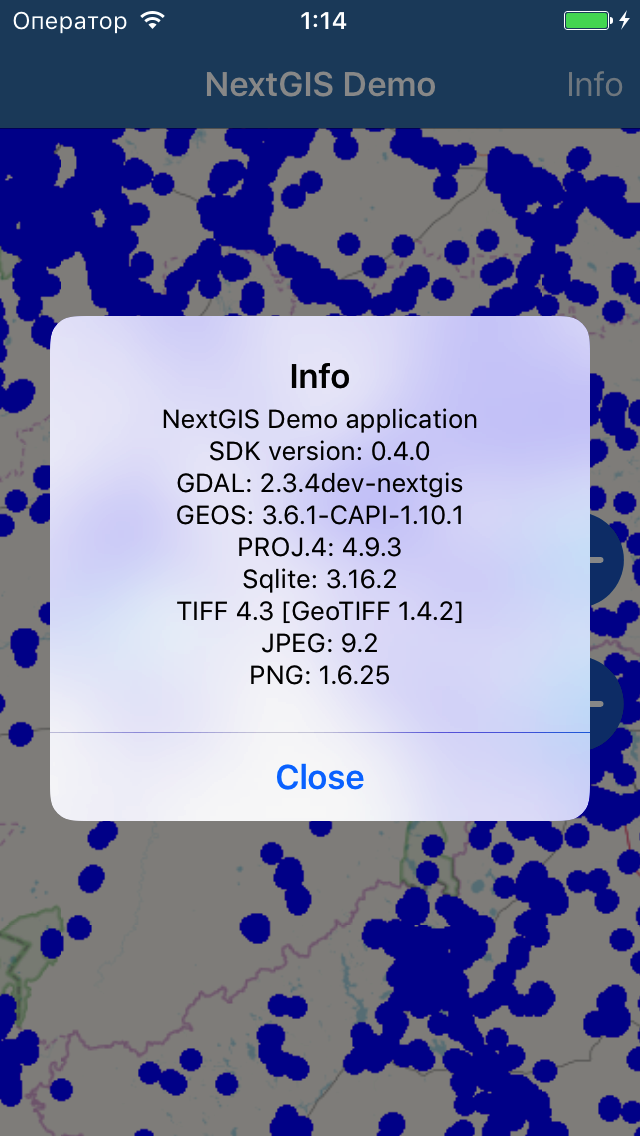 Оператор 1:14
NextGIS Demo Info
Info
NextGIS Demo application
SDK version: 0.4.0
GDAL: 2.3.4dev-nextgis
GEOS: 3.6.1-CAPI-1.10.1
PROJ.4: 4.9.3
Sqlite: 3.16.2
TIFF 4.3 [GeoTIFF 1.4.2]
JPEG: 9.2
PNG: 1.6.25
Close